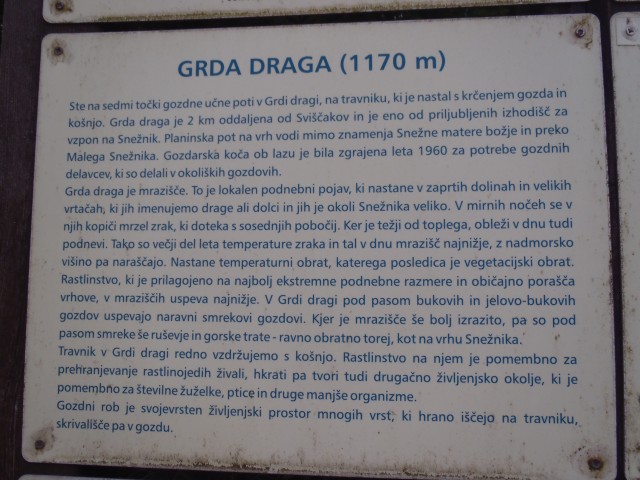 GRDA DRAGA (1170 m)
Ste na sedmi točki gozdne učne poti v Grdi dragi, na travniku, ki je nastal s krčenjem gozda in
košnjo. Grda draga je 2 km oddaljena od Sviščakov in je eno od priljubljenih izhodišč za
vzpon na Snežnik. Planinska pot na vrh vodi mimo znamenja Snežne matere božje in preko
Malega Snežnika. Gozdarska koča ob lazu je bila zgrajena leta 1960 za potrebe gozdnih
delavcev, ki so delali v okoliških gozdovih.
Grda draga je mrazišče. To je lokalen podnebni pojav, ki nastane v zaprtih dolinah in velikih
vrtačah, ki jih imenujemo drage ali dolci in jih je okoli Snežnika veliko. V mirnih nočeh se v
njih kopiči mrzel zrak, ki doteka s sosednjih pobočij. Ker je težji od toplega, obleži v dnu tudi
podnevi. Tako so večji del leta temperature zraka in tal v dnu mrazišč najnižje, z nadmorsko
višino pa naraščajo. Nastane temperaturni obrat, katerega posledica je vegetacijski obrat.
Rastlinstvo, ki je prilagojeno na najbolj ekstremne podnebne razmere in običajno porašča
vrhove, v mraziščih uspeva najnižje. V Grdi dragi pod pasom bukovih in jelovo-bukovih
gozdov uspevajo naravni smrekovi gozdovi. Kjer je mrazišče še bolj izrazito, pa so pod
pasom smreke še ruševje in gorske trate - ravno obratno torej, kot na vrhu Snežnika.
Travnik v Grdi dragi redno vzdržujemo s košnjo. Rastlinstvo na njem je pomembno za
prehranjevanje rastlinojedih živali, hkrati pa tvori tudi drugačno življenjsko okolje, ki je
pomembno za številne žuželke, ptice in druge manjše organizme.
Gozdni rob je svojevrsten življenjski prostor mnogih vrst, ki hrano iščejo na travniku,
skrivališče pa v gozdu.